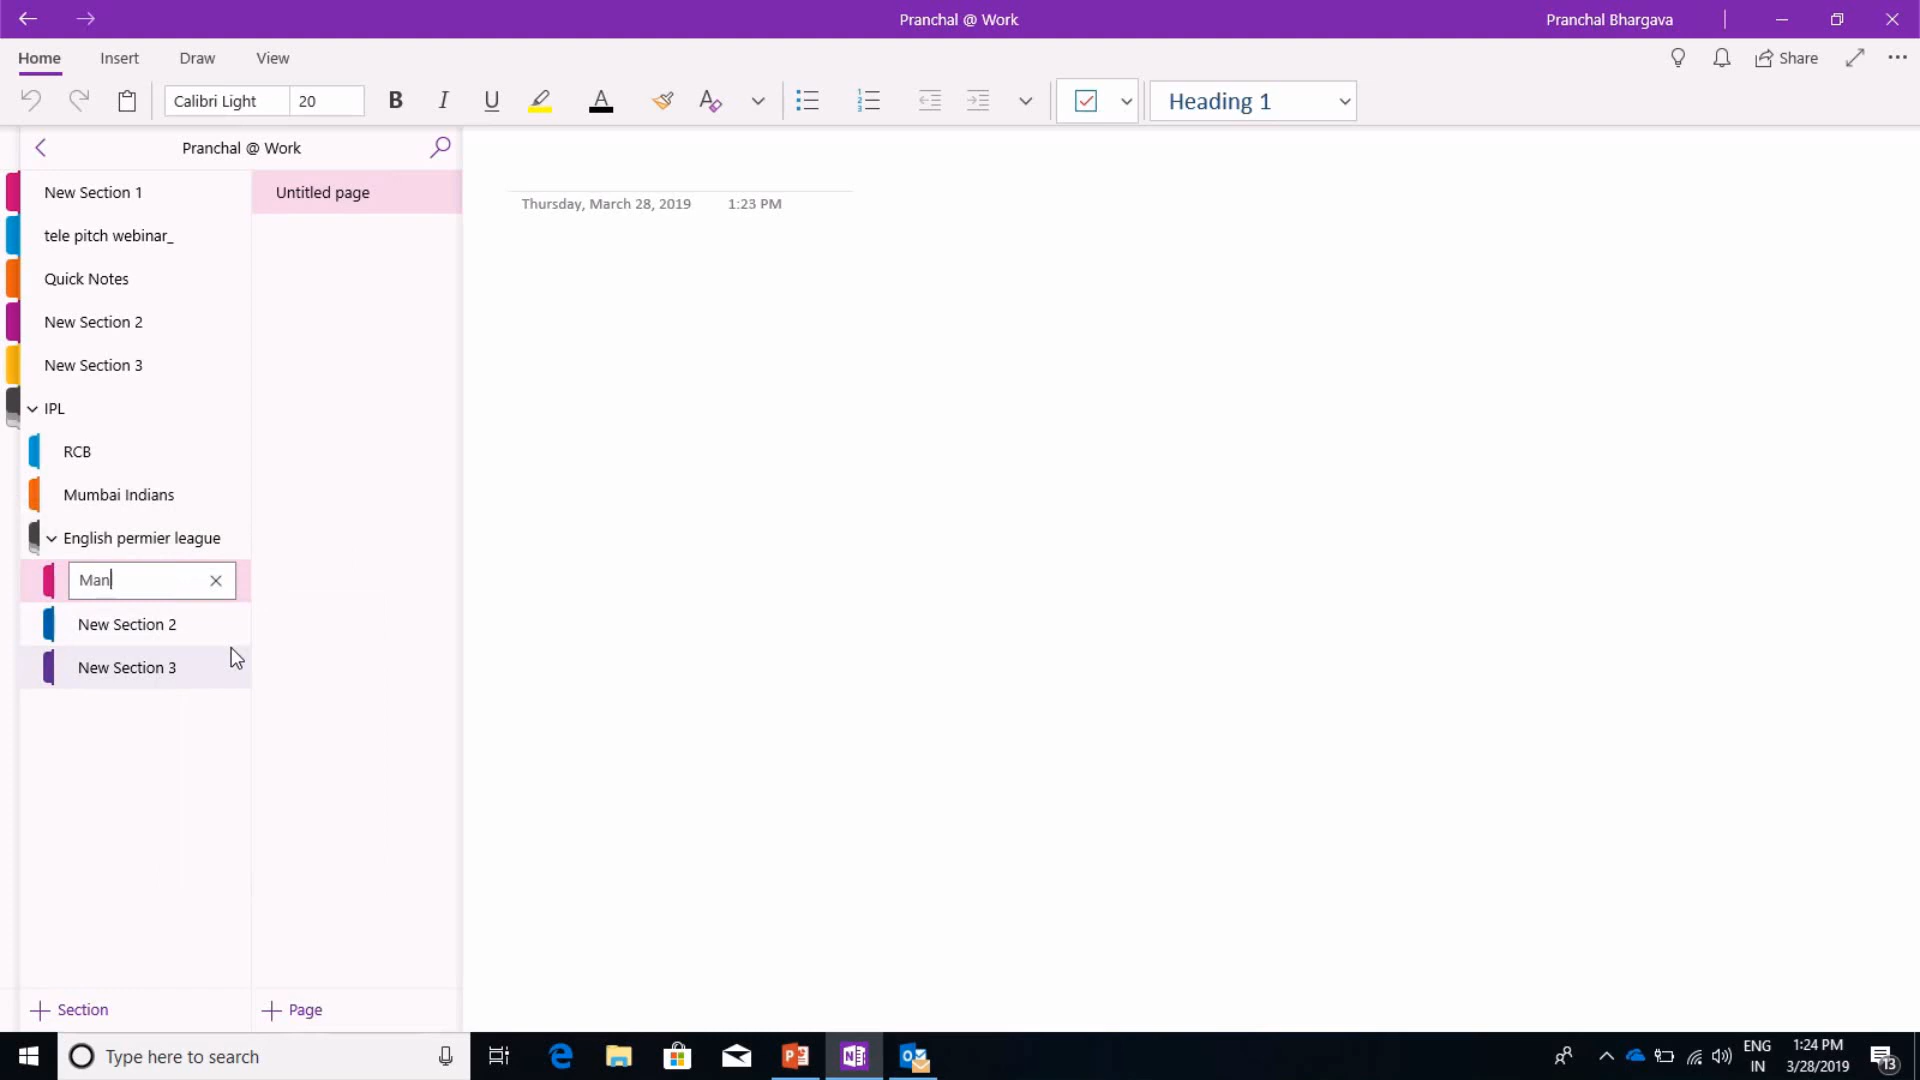 Pranchal @ Work
Pranchal Bhargava
Home
Insert
Draw
View
Share
Calibri Light
20
B
I
U
A
A
Heading 1
Pranchal @ Work
New Section 1
tele pitch webinar_
Quick Notes
New Section 2
New Section 3
IPL
RCB
Mumbai Indians
English permier league
Man
New Section 2
New Section 3
Section
Untitled page
Page
Thursday, March 28, 2019
1:23 PM
Type here to search
ENG
IN
1:24 PM
3/28/2019
13